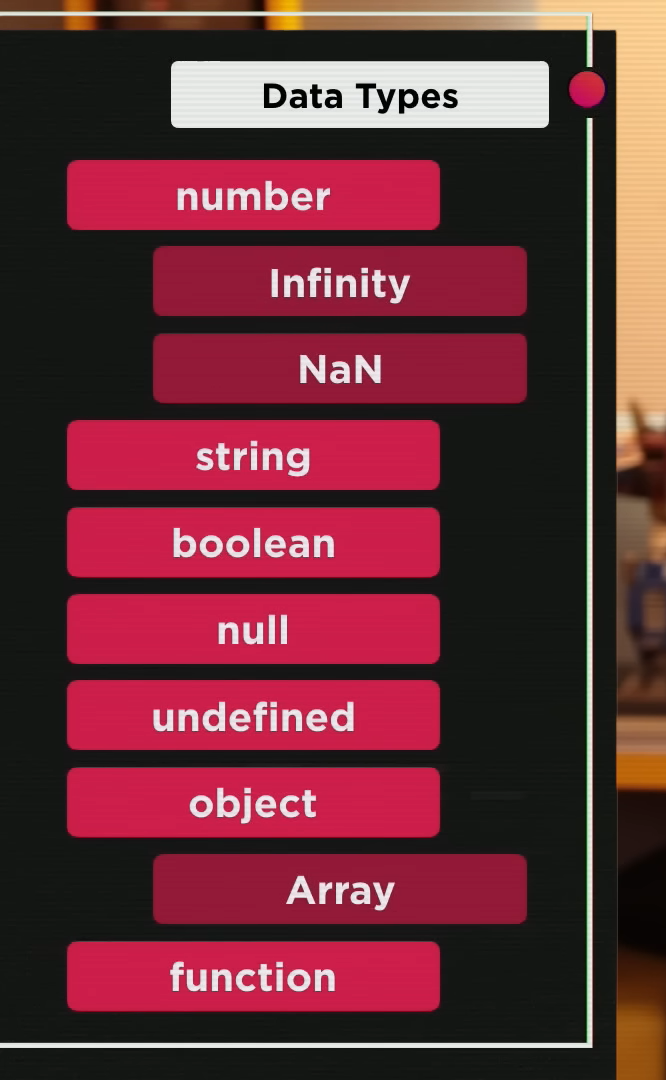 Data Types
number
Infinity
NaN
string
boolean
null
undefined
object
Array
function